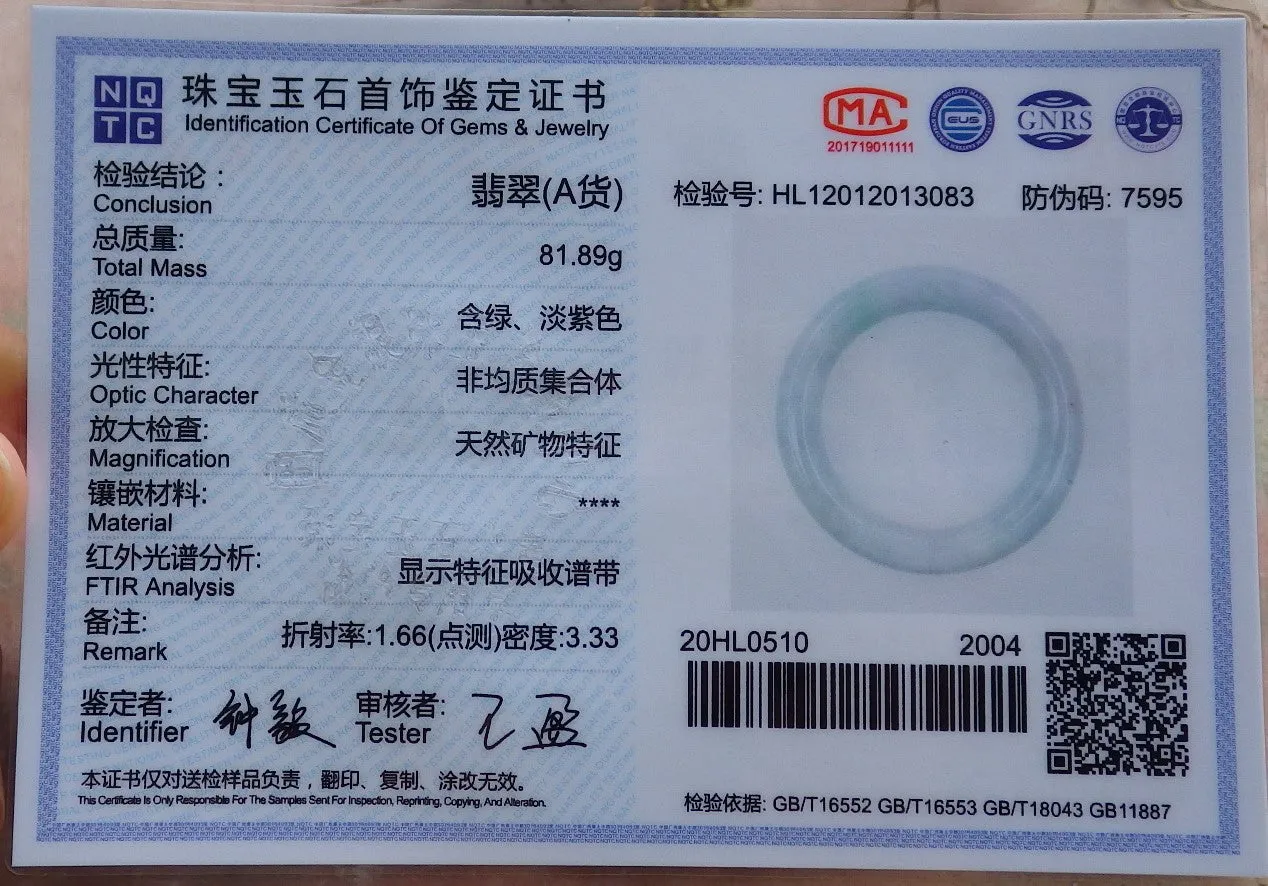 NQTC
珠宝玉石首饰鉴定证书
Identification Certificate Of Gems & Jewelry
检验结论：
翡翠(A货)
Conclusion
总质量:
81.89g
Total Mass
颜色:
含绿、淡紫色
Color
光性特征:
非均质集合体
Optic Character
放大检查:
天然矿物特征
Magnification
镶嵌材料:
****
Material
红外光谱分析:
显示特征吸收谱带
FTIR Analysis
备注:
折射率:1.66(点测)密度:3.33
Remark
鉴定者:
Identifier
审核者:
Tester
本证书仅对送检样品负责，翻印、复制、涂改无效。
This Certificate Is Only Responsible For The Samples Sent For Inspection, Reprinting, Copying, And Alteration.
MA
201719011111
GUS
GNRS
检验号: HL12012013083 防伪码: 7595
20HL0510 2004
检验依据: GB/T16552 GB/T16553 GB/T18043 GB11887